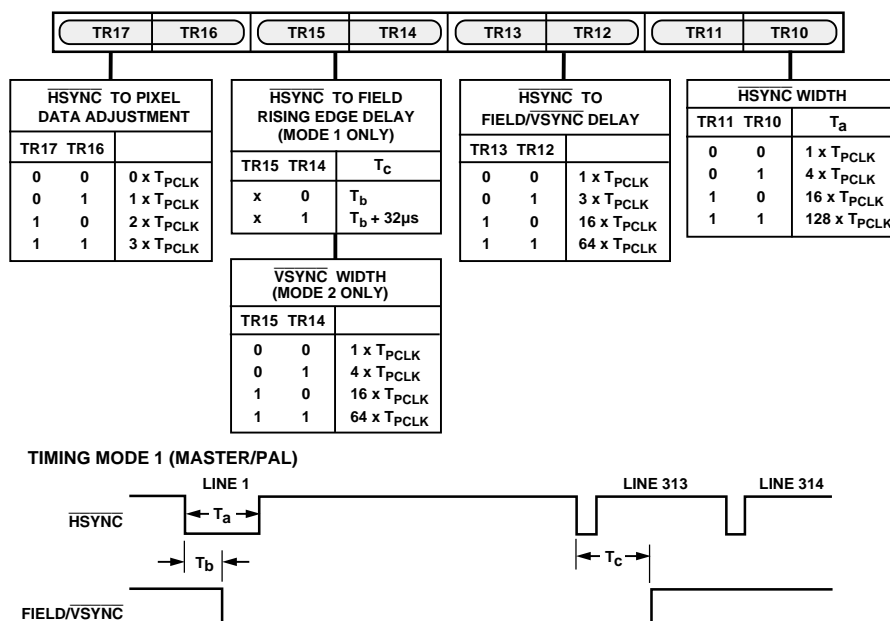 TR17 TR16 TR15 TR14 TR13 TR12 TR11 TR10
HSYNC TO PIXEL
DATA ADJUSTMENT
TR17 TR16
0 0 0 x TPCLK
0 1 1 x TPCLK
1 0 2 x TPCLK
1 1 3 x TPCLK
HSYNC TO FIELD
RISING EDGE DELAY
(MODE 1 ONLY)
TR15 TR14 Tc
x 0 Tb
x 1 Tb + 32µs
VSYNC WIDTH
(MODE 2 ONLY)
TR15 TR14
0 0 1 x TPCLK
0 1 4 x TPCLK
1 0 16 x TPCLK
1 1 64 x TPCLK
HSYNC TO
FIELD/VSYNC DELAY
TR13 TR12
0 0 1 x TPCLK
0 1 3 x TPCLK
1 0 16 x TPCLK
1 1 64 x TPCLK
HSYNC WIDTH
TR11 TR10 Ta
0 0 1 x TPCLK
0 1 4 x TPCLK
1 0 16 x TPCLK
1 1 128 x TPCLK
TIMING MODE 1 (MASTER/PAL)
LINE 1 LINE 313 LINE 314
HSYNC Ta
Tb Tc
FIELD/VSYNC